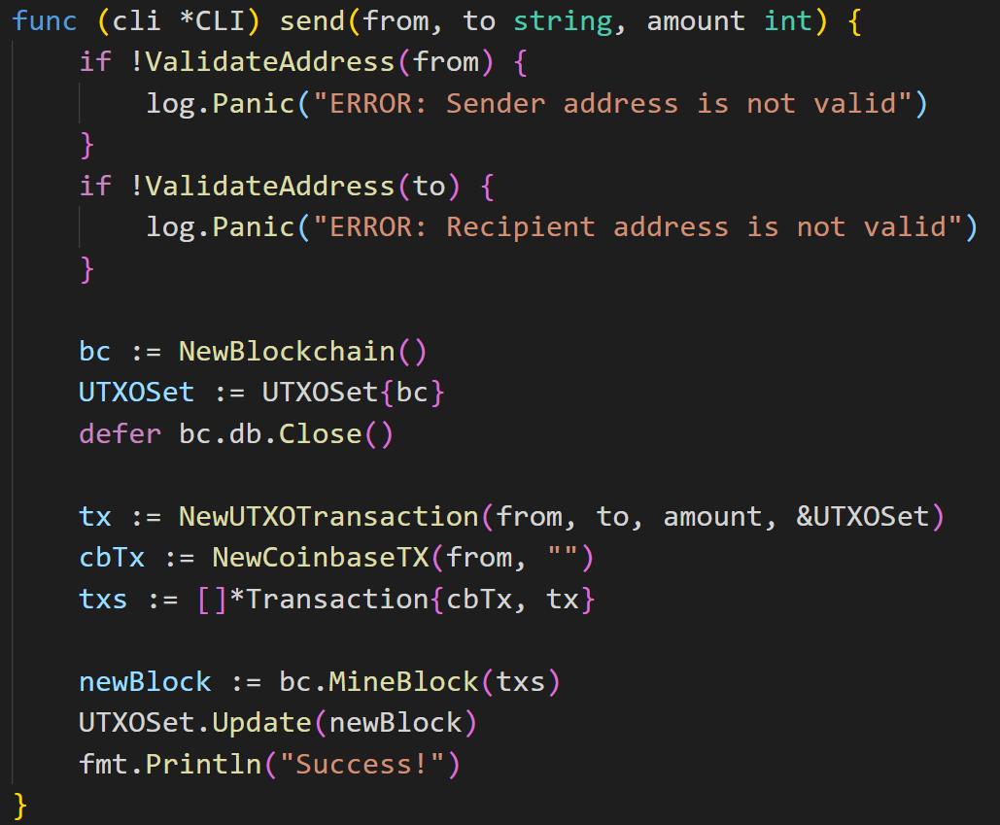 func (cli *CLI) send(from, to string, amount int) {
    if !ValidateAddress(from) {
        log.Panic("ERROR: Sender address is not valid")
    }
    if !ValidateAddress(to) {
        log.Panic("ERROR: Recipient address is not valid")
    }

    bc := NewBlockchain()
    UTXOSet := UTXOSet{bc}
    defer bc.db.Close()

    tx := NewUTXOTransaction(from, to, amount, &UTXOSet)
    cbTx := NewCoinbaseTX(from, "")
    txs := []*Transaction{cbTx, tx}

    newBlock := bc.MineBlock(txs)
    UTXOSet.Update(newBlock)
    fmt.Println("Success!")
}